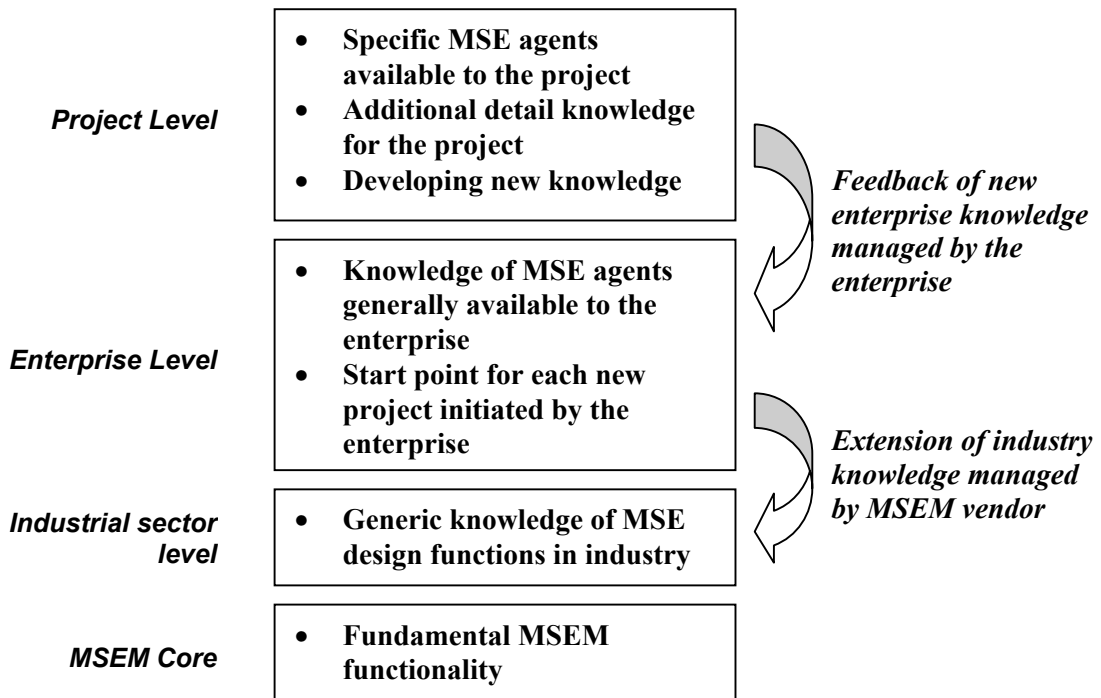 Project Level
• Specific MSE agents
available to the project
• Additional detail knowledge
for the project
• Developing new knowledge
Feedback of new
enterprise knowledge
managed by the
enterprise
Enterprise Level
• Knowledge of MSE agents
generally available to the
enterprise
• Start point for each new
project initiated by the
enterprise
Extension of industry
knowledge managed
by MSEM vendor
Industrial sector
level
• Generic knowledge of MSE
design functions in industry
MSEM Core
• Fundamental MSEM
functionality